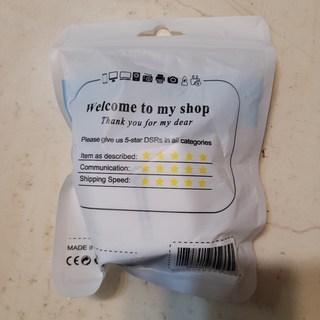 Welcome to my shop
Thank you for my dear
Please give us 5-star DSRs in all categories
Item as described:
Communication:
Shipping Speed:
MADE IN
CE